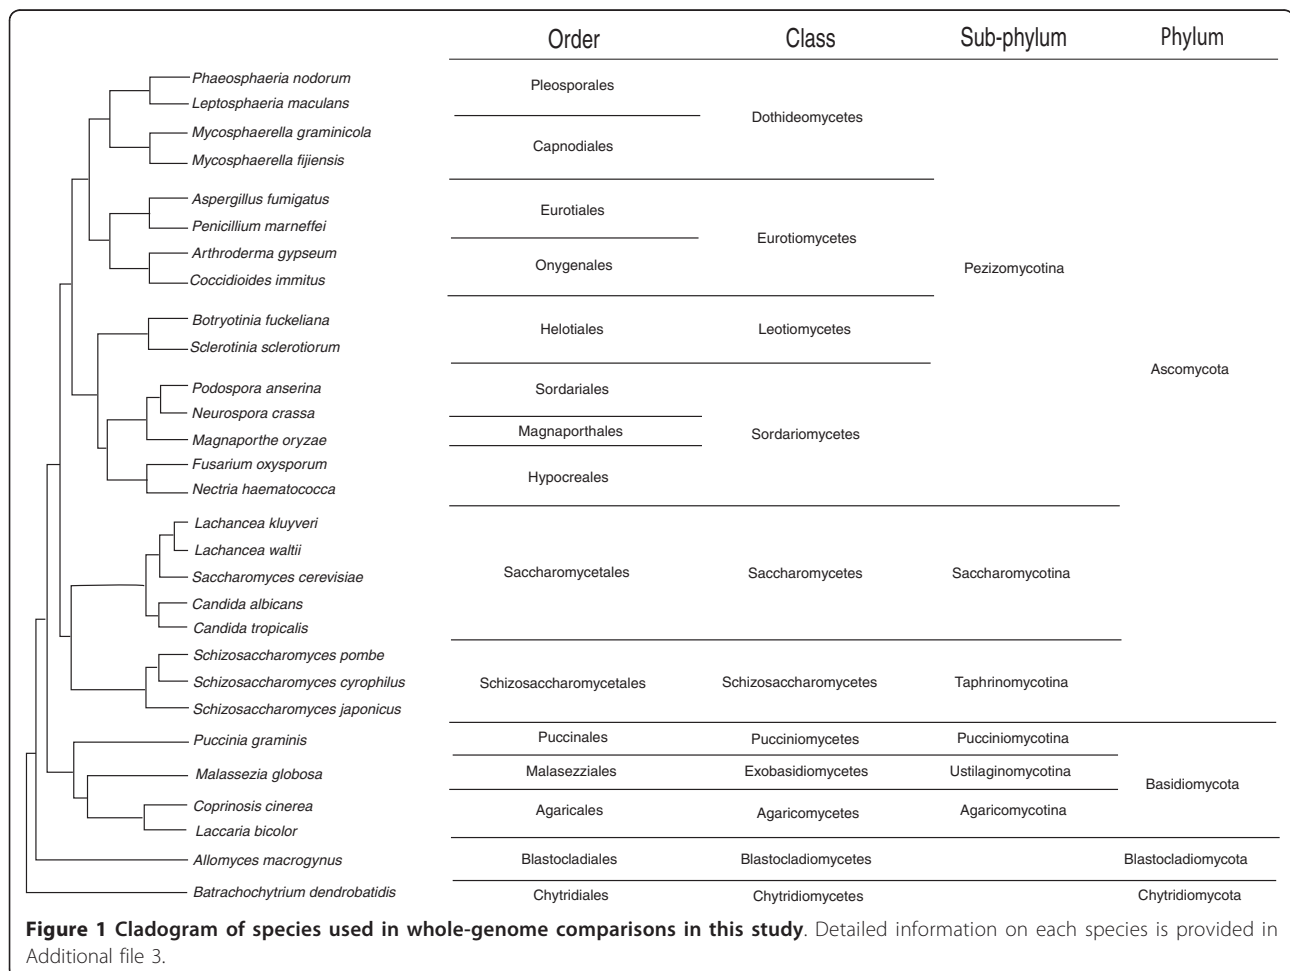 Order Class Sub-phylum Phylum
Phaeosphaeria nodorum
Pleosporales
Leptosphaeria maculans
Dothideomycetes
Mycosphaerella graminicola
Capnodiales
Mycosphaerella fijiensis
Aspergillus fumigatus
Eurotiales
Penicillium marneffei
Eurotiomycetes
Arthroderma gypseum
Onygenales
Pezizomycotina
Coccidioides immitus
Botryotinia fuckeliana
Helotiales Leotiomycetes
Sclerotinia sclerotiorum
Ascomycota
Podospora anserina
Sordariales
Neurospora crassa
Magnaporthales
Sordariomycetes
Magnaporthe oryzae
Fusarium oxysporum
Hypocreales
Nectria haematococca
Lachancea kluyveri
Lachancea waltii
Saccharomycetales Saccharomycetes Saccharomycotina
Saccharomyces cerevisiae
Candida albicans
Candida tropicalis
Schizosaccharomyces pombe
Schizosaccharomyces cyrophilus Schizosaccharomycetales Schizosaccharomycetes Taphrinomycotina
Schizosaccharomyces japonicus
Puccinia graminis Puccinales Pucciniomycetes Pucciniomycotina
Malassezia globosa Malasezziales Exobasidiomycetes Ustilaginomycotina
Basidiomycota
Coprinosis cinerea
Agaricales Agaricomycetes Agaricomycotina
Laccaria bicolor
Allomyces macrogynus Blastocladiales Blastocladiomycetes Blastocladiomycota
Batrachochytrium dendrobatidis Chytridiales Chytridiomycetes Chytridiomycota
Figure 1 Cladogram of species used in whole-genome comparisons in this study. Detailed information on each species is provided in
Additional file 3.